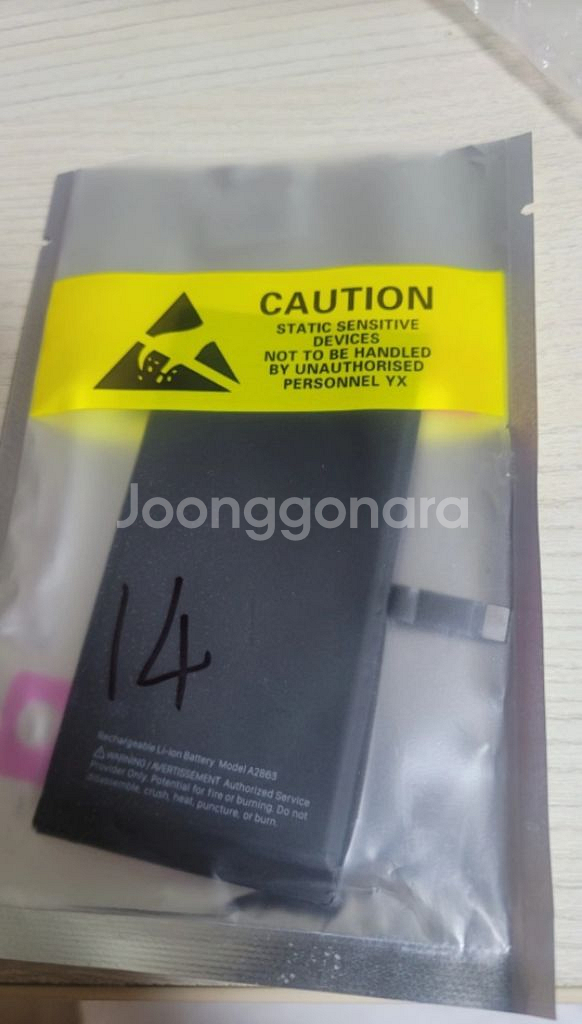 CAUTION
STATIC SENSITIVE
DEVICES
NOT TO BE HANDLED
BY UNAUTHORISED
PERSONNEL YX
Joonggonara
14
Rechargeable Li-ion Battery Model A2863
WARNING / AVERTISSEMENT Authorized Service
Provider Only. Potential for fire or burning. Do not
disassemble, crush, heat, puncture, or burn.